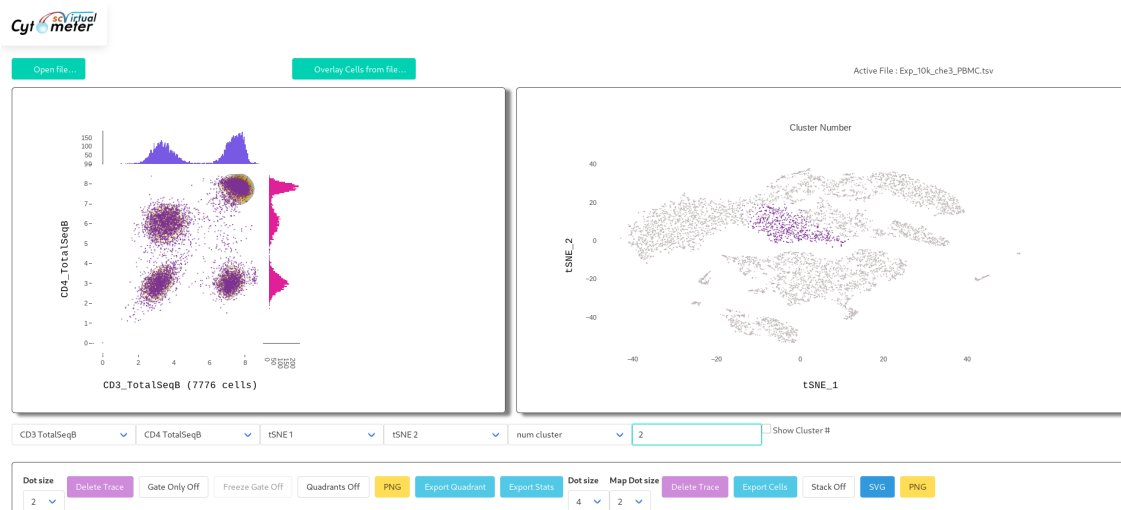 scVirtual
Cytometer
Open file...
Overlay Cells from file...
Active File : Exp_10k_che3_PBMC.tsv
150
100
50
8
7
6
5
4
3
2
1
0
CD4_TotalSeqB
0 2 4 6 8
0 50 100 150 200
CD3_TotalSeqB (7776 cells)
Cluster Number
40
20
0
−20
−40
tSNE_2
−40 −20 0 20 40
tSNE_1
CD3 TotalSeqB CD4 TotalSeqB tSNE 1 tSNE 2 num cluster 2 Show Cluster #
Dot size Delete Trace Gate Only Off Freeze Gate Off Quadrants Off PNG Export Quadrant Export Stats Dot size Map Dot size Delete Trace Export Cells Stack Off SVG PNG
2 4 2